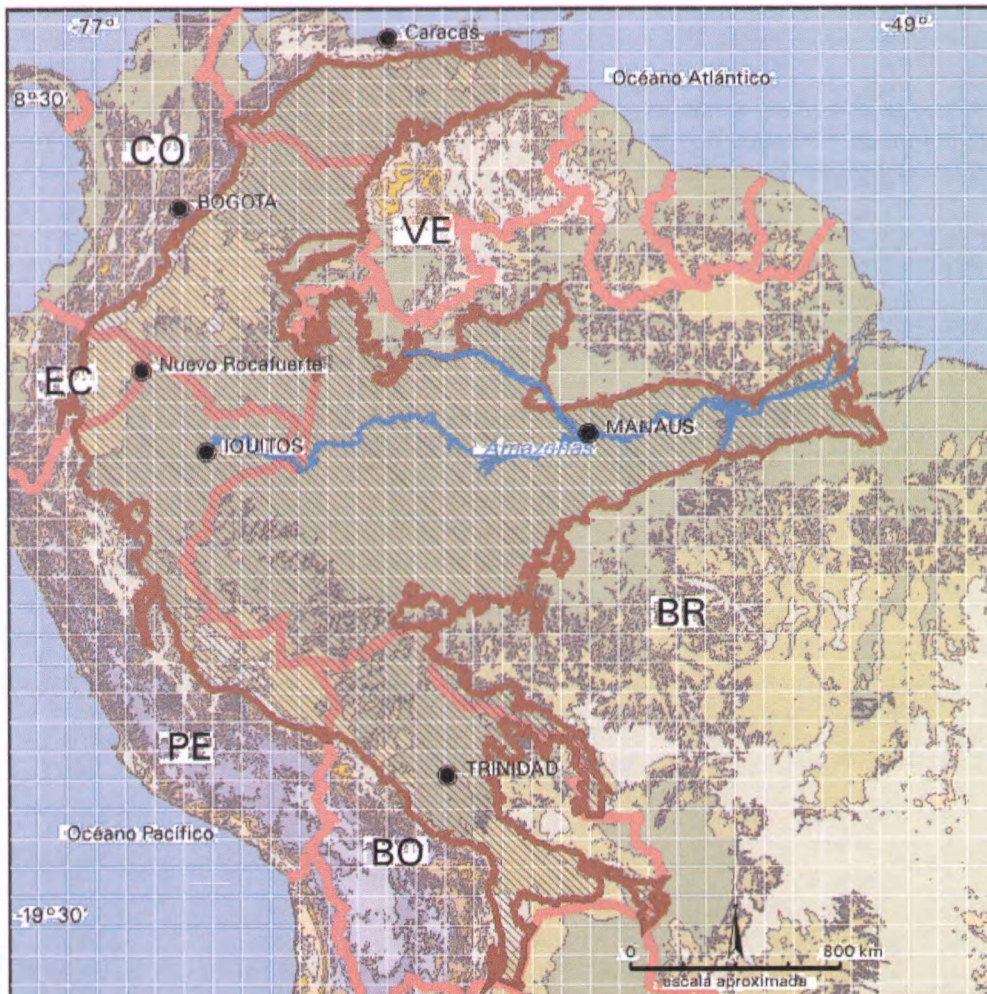 -77°
-49°
Caracas
Océano Atlántico
8°30'
CO
BOGOTA
VE
Nuevo Rocafuerte
EC
IQUITOS
MANAUS
Amazonas
BR
PE
TRINIDAD
Océano Pacífico
BO
-19°30'
0
800 km
escala aproximada